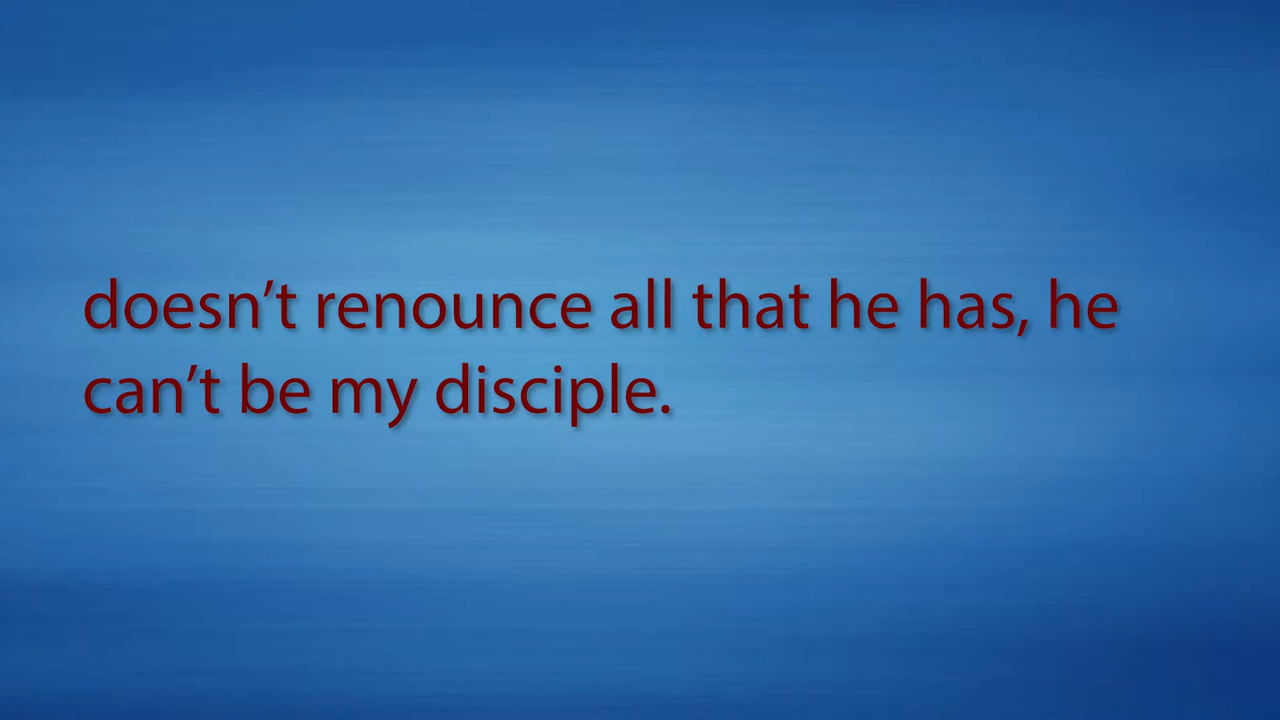 doesn’t renounce all that he has, he
can’t be my disciple.